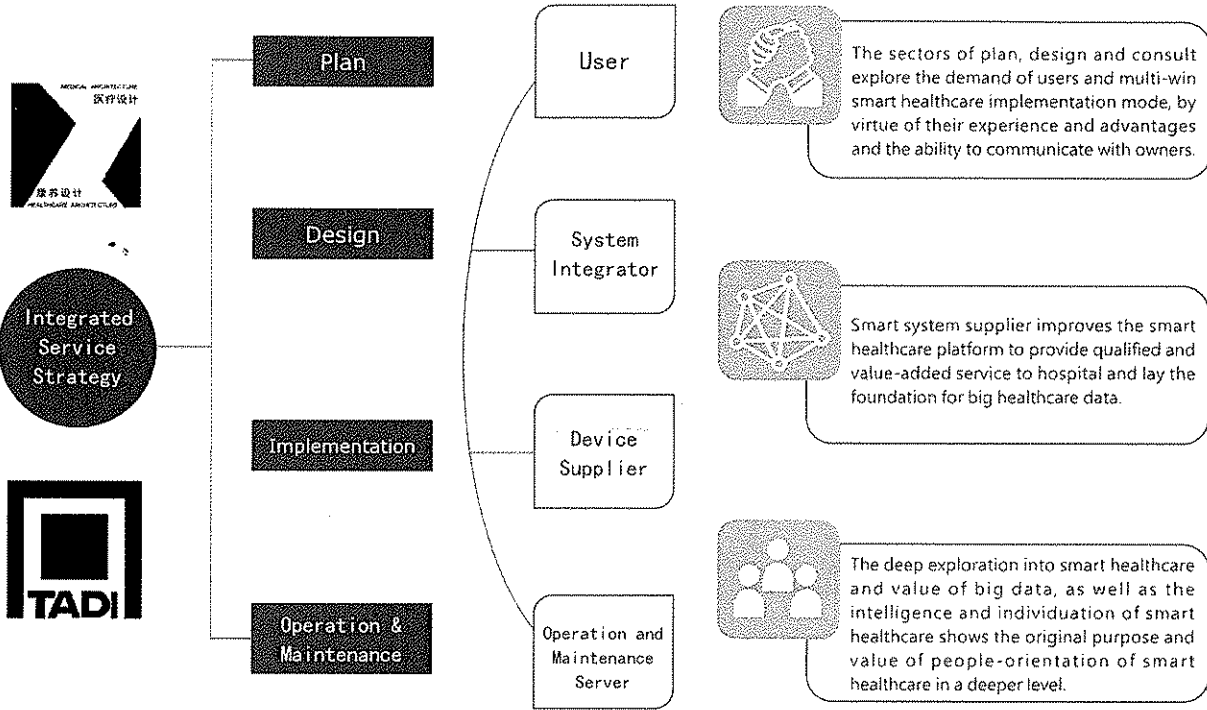 MEDICAL ARCHITECTURE
医疗设计
康养设计
HEALTHCARE ARCHITECTURE
Integrated
Service
Strategy
TADI
Plan
Design
Implementation
Operation &
Maintenance
User
System
Integrator
Device
Supplier
Operation and
Maintenance
Server
The sectors of plan, design and consult
explore the demand of users and multi-win
smart healthcare implementation mode, by
virtue of their experience and advantages
and the ability to communicate with owners.
Smart system supplier improves the smart
healthcare platform to provide qualified and
value-added service to hospital and lay the
foundation for big healthcare data.
The deep exploration into smart healthcare
and value of big data, as well as the
intelligence and individuation of smart
healthcare shows the original purpose and
value of people-orientation of smart
healthcare in a deeper level.